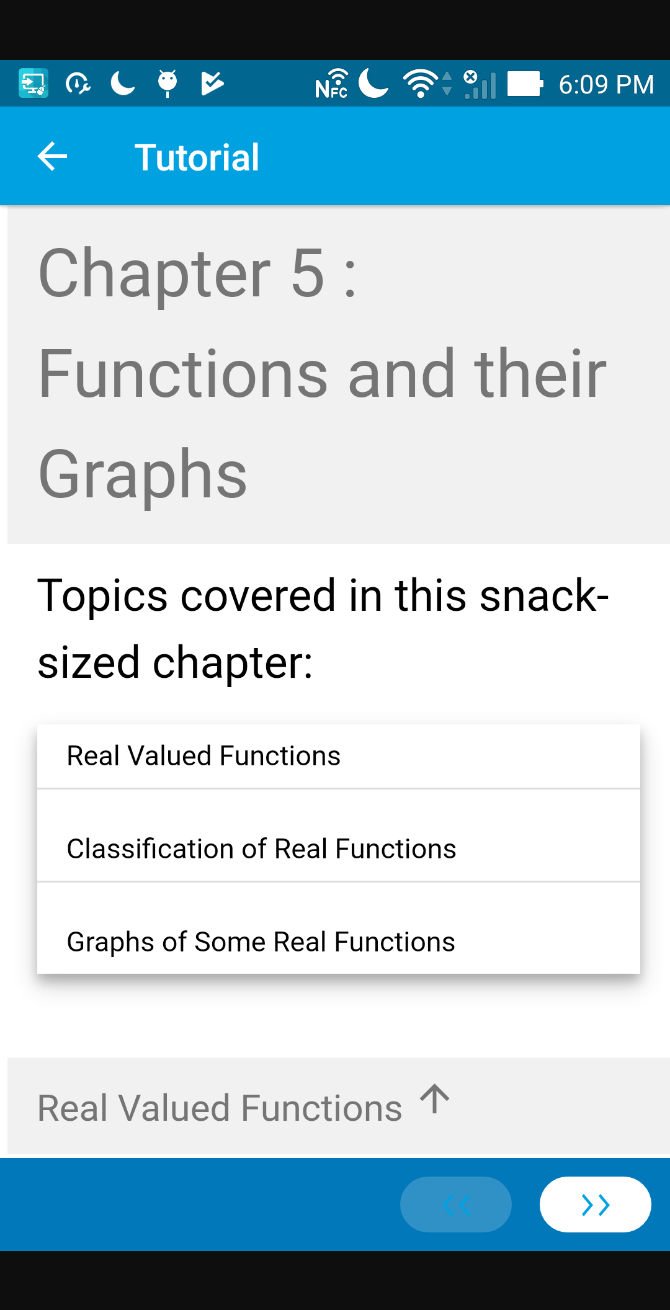 NFC 6:09 PM
Tutorial
Chapter 5 :
Functions and their
Graphs
Topics covered in this snack-
sized chapter:
Real Valued Functions
Classification of Real Functions
Graphs of Some Real Functions
Real Valued Functions